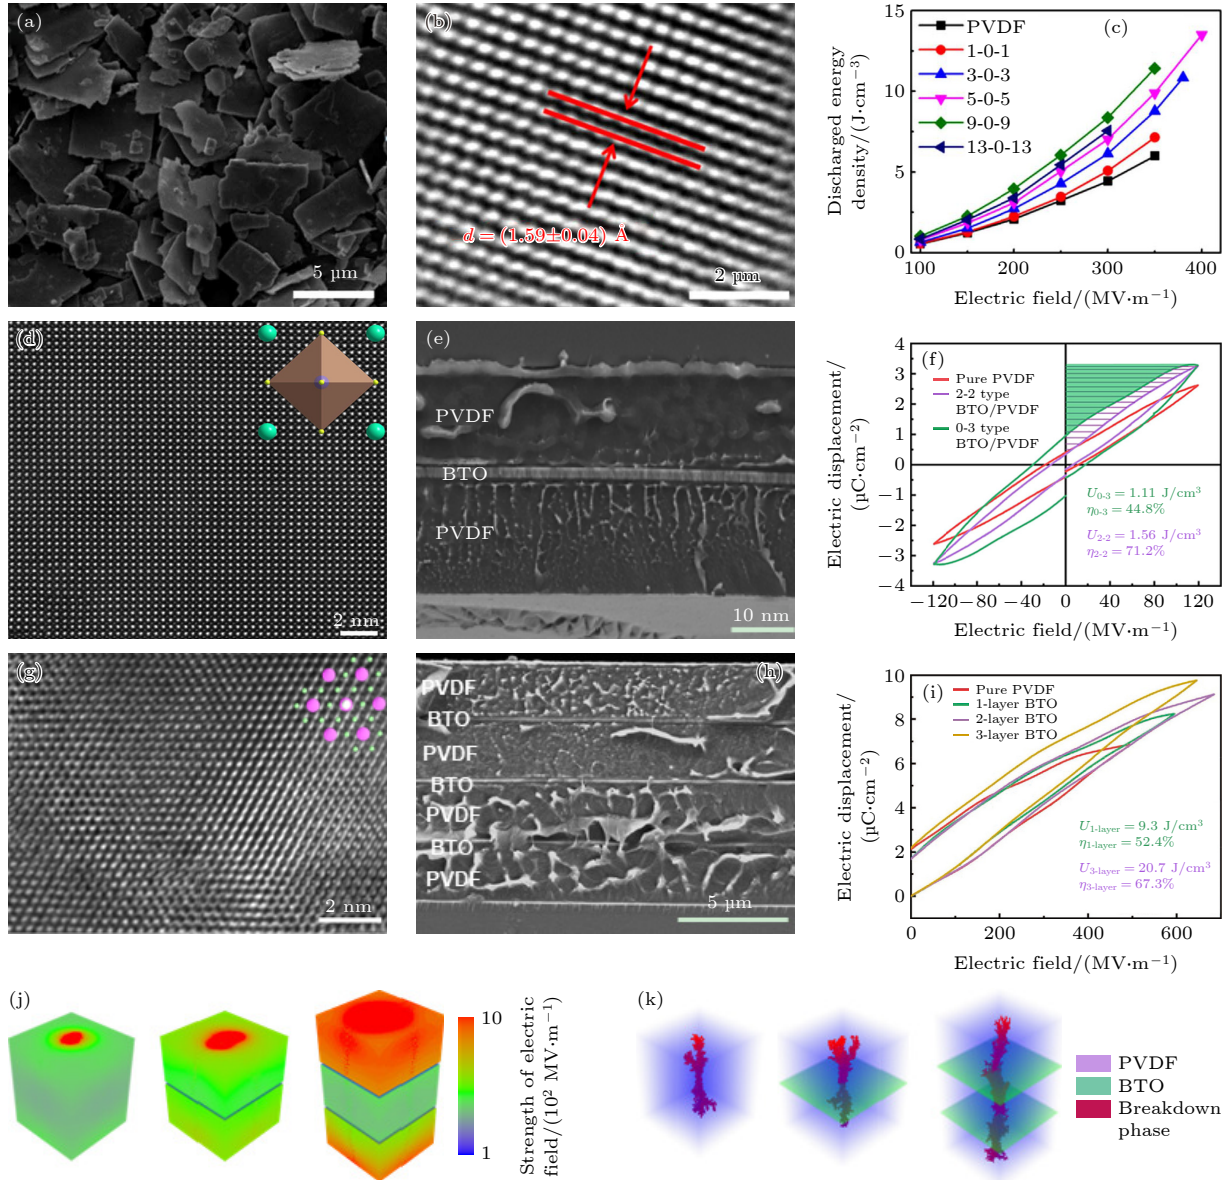 (a)
5 µm
(b)
d = (1.59±0.04) Å
2 µm
(c)
PVDF
1-0-1
3-0-3
5-0-5
9-0-9
13-0-13
15
10
5
0
100
200
300
400
Discharged energy
density/(J·cm⁻³)
Electric field/(MV·m⁻¹)
(d)
2 nm
(e)
PVDF
BTO
PVDF
10 nm
(f)
Pure PVDF
2-2 type
BTO/PVDF
0-3 type
BTO/PVDF
4
3
2
1
0
−1
−2
−3
−4
U₀₋₃ = 1.11 J/cm³
η₀₋₃ = 44.8%
U₂₋₂ = 1.56 J/cm³
η₂₋₂ = 71.2%
−120
−80
−40
0
40
80
120
Electric displacement/
(µC·cm⁻²)
Electric field/(MV·m⁻¹)
(g)
2 nm
(h)
PVDF
BTO
PVDF
BTO
PVDF
BTO
PVDF
5 µm
(i)
Pure PVDF
1-layer BTO
2-layer BTO
3-layer BTO
10
8
6
4
2
0
U1-layer = 9.3 J/cm³
η1-layer = 52.4%
U3-layer = 20.7 J/cm³
η3-layer = 67.3%
0
200
400
600
Electric displacement/
(µC·cm⁻²)
Electric field/(MV·m⁻¹)
(j)
10
1
Strength of electric
field/(10² MV·m⁻¹)
(k)
PVDF
BTO
Breakdown
phase